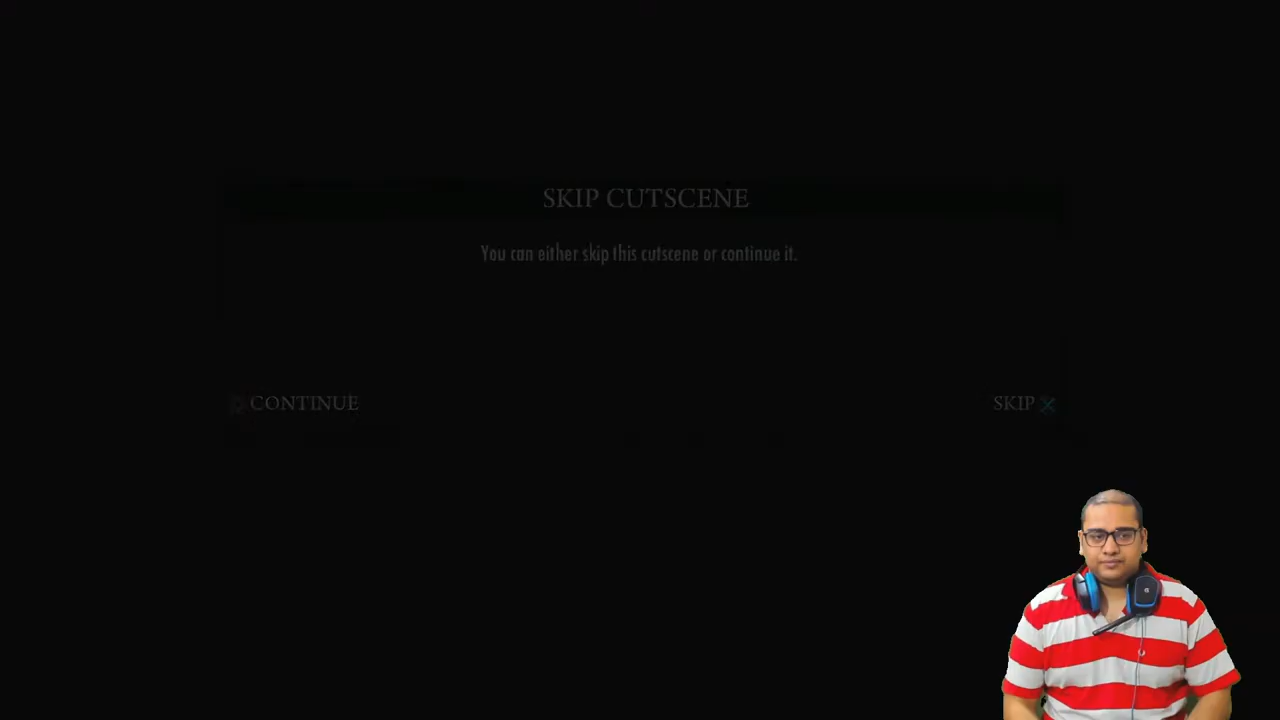 SKIP CUTSCENE
You can either skip this cutscene or continue it.
CONTINUE
SKIP